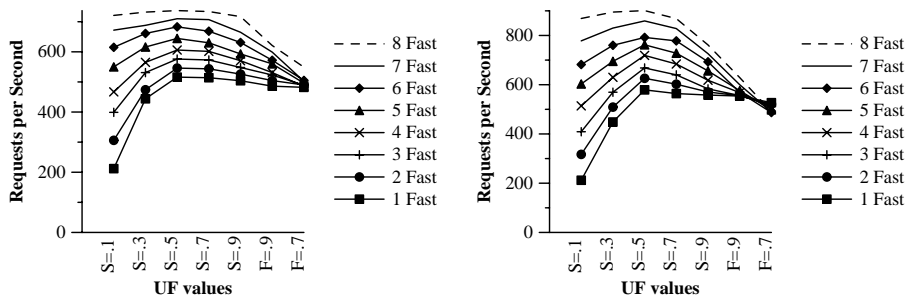 Requests per Second
600
400
200
0
S=.1
S=.3
S=.5
S=.7
S=.9
F=.9
F=.7
UF values
8 Fast
7 Fast
6 Fast
5 Fast
4 Fast
3 Fast
2 Fast
1 Fast
Requests per Second
800
600
400
200
0
S=.1
S=.3
S=.5
S=.7
S=.9
F=.9
F=.7
UF values
8 Fast
7 Fast
6 Fast
5 Fast
4 Fast
3 Fast
2 Fast
1 Fast